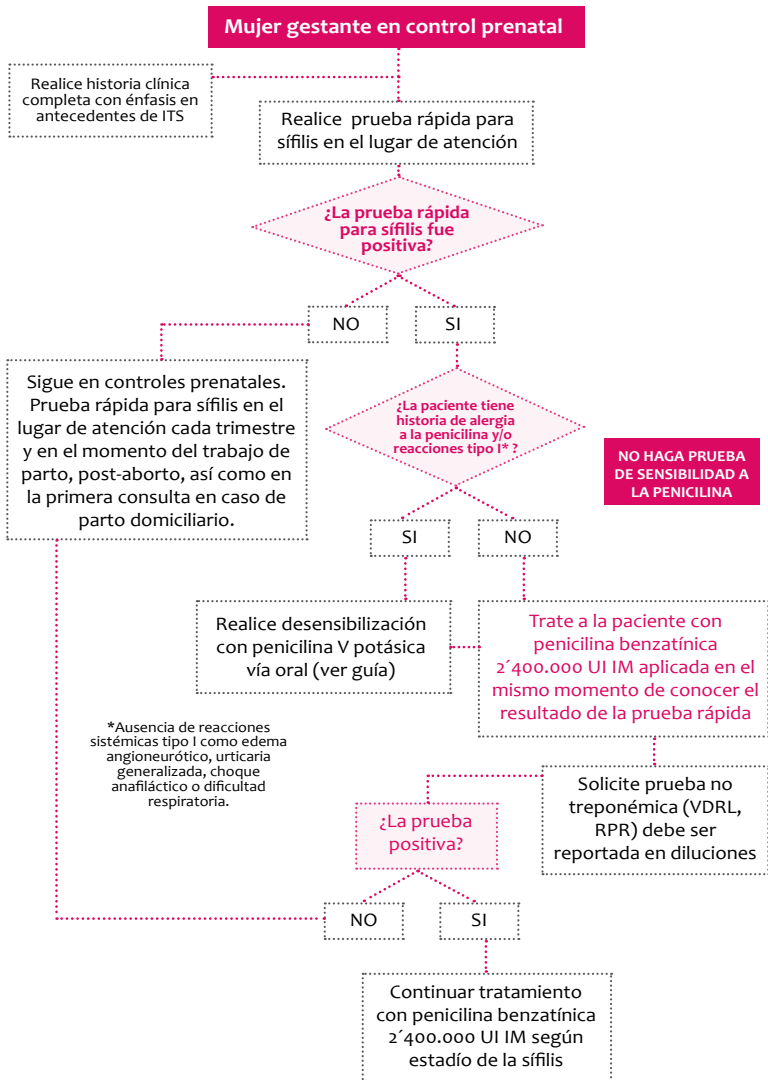 Mujer gestante en control prenatal
Realice historia clínica
completa con énfasis en
antecedentes de ITS
Realice prueba rápida para
sífilis en el lugar de atención
¿La prueba rápida
para sífilis fue
positiva?
NO
SI
Sigue en controles prenatales.
Prueba rápida para sífilis en el
lugar de atención cada trimestre
y en el momento del trabajo de
parto, post-aborto, así como en
la primera consulta en caso de
parto domiciliario.
¿La paciente tiene
historia de alergia
a la penicilina y/o
reacciones tipo I* ?
NO HAGA PRUEBA
DE SENSIBILIDAD A
LA PENICILINA
SI
NO
Realice desensibilización
con penicilina V potásica
vía oral (ver guía)
Trate a la paciente con
penicilina benzatínica
2´400.000 UI IM aplicada en el
mismo momento de conocer el
resultado de la prueba rápida
*Ausencia de reacciones
sistémicas tipo I como edema
angioneurótico, urticaria
generalizada, choque
anafiláctico o dificultad
respiratoria.
Solicite prueba no
treponémica (VDRL,
RPR) debe ser
reportada en diluciones
¿La prueba
positiva?
NO
SI
Continuar tratamiento
con penicilina benzatínica
2´400.000 UI IM según
estadío de la sífilis